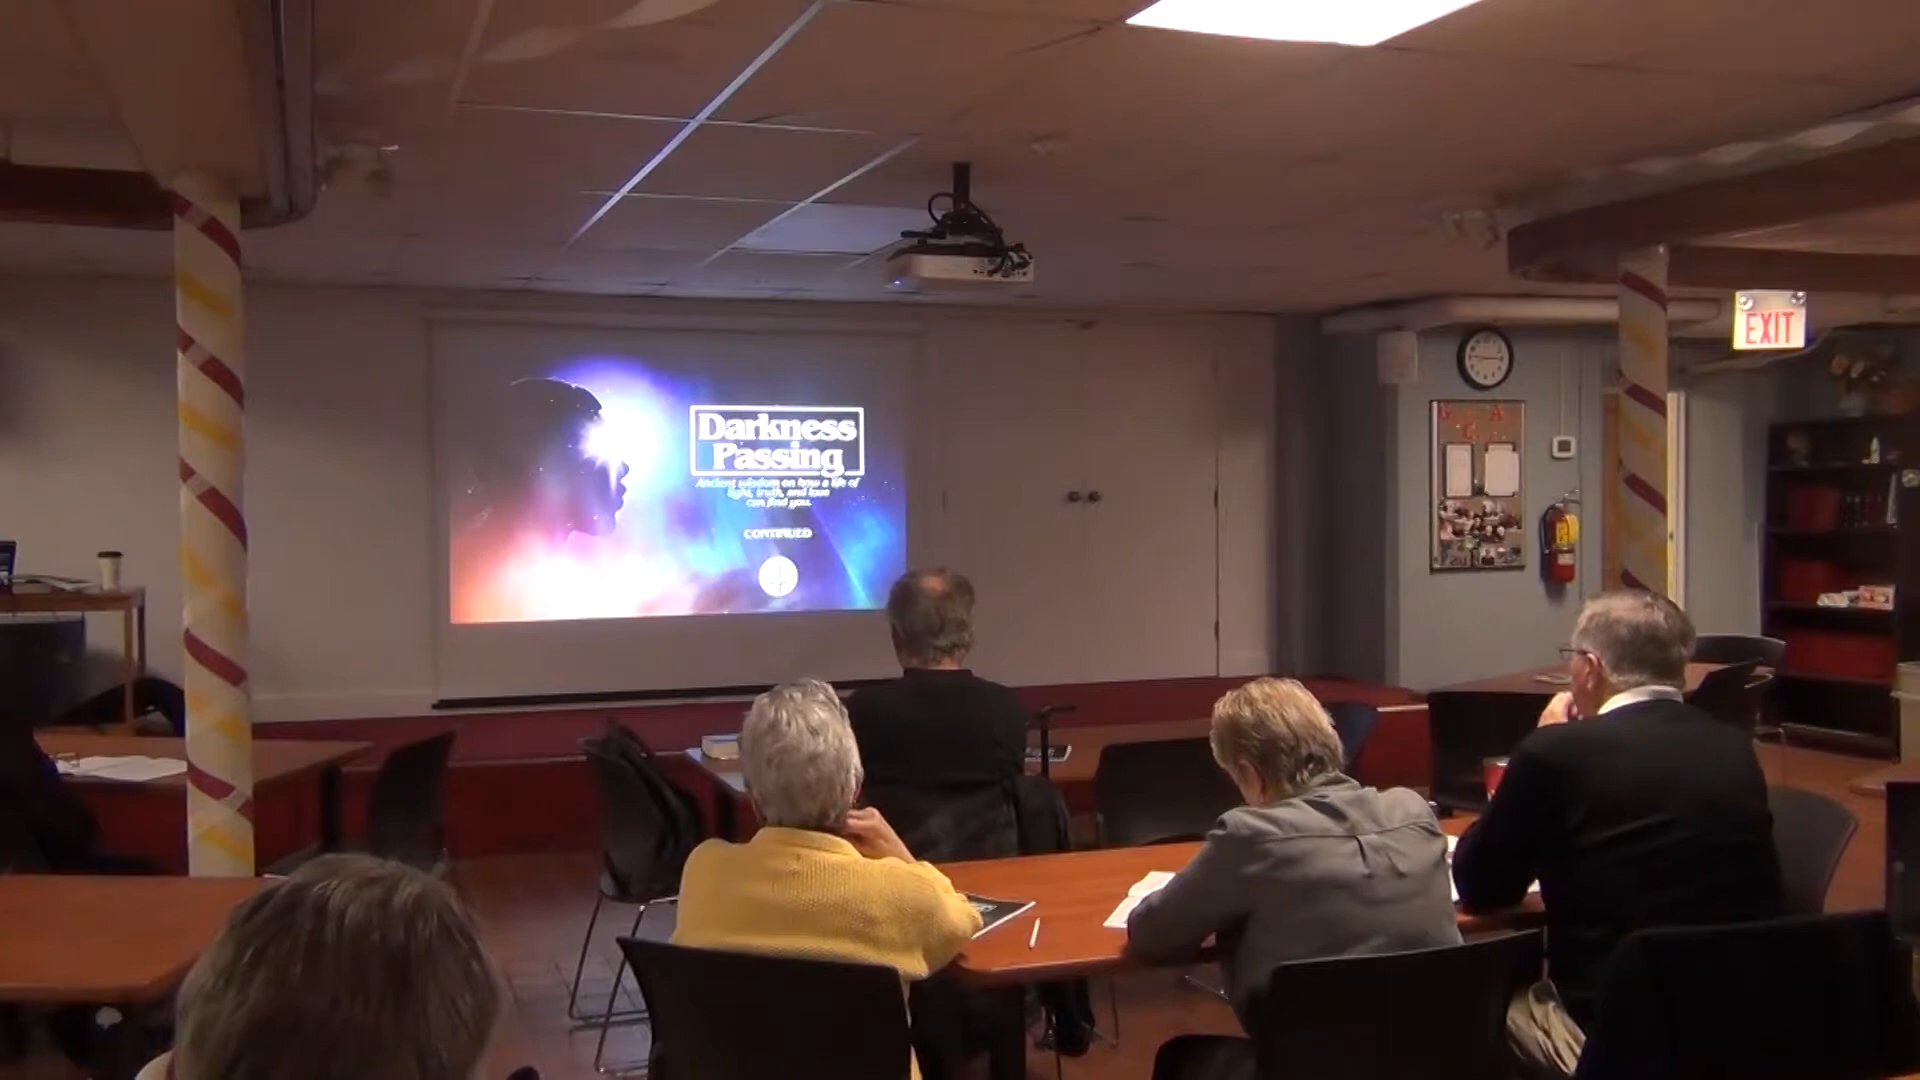 Darkness
Passing
Ancient wisdom on how a life of
light, truth, and love
can find you.
CONTINUED
EXIT